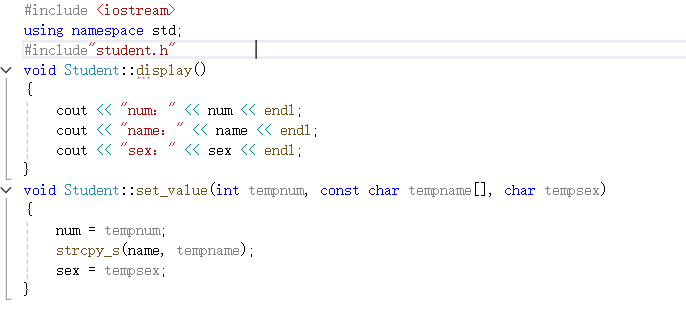 #include <iostream>
using namespace std;
#include"student.h"
void Student::display()
{
cout << "num：" << num << endl;
cout << "name：" << name << endl;
cout << "sex：" << sex << endl;
}
void Student::set_value(int tempnum, const char tempname[], char tempsex)
{
num = tempnum;
strcpy_s(name, tempname);
sex = tempsex;
}